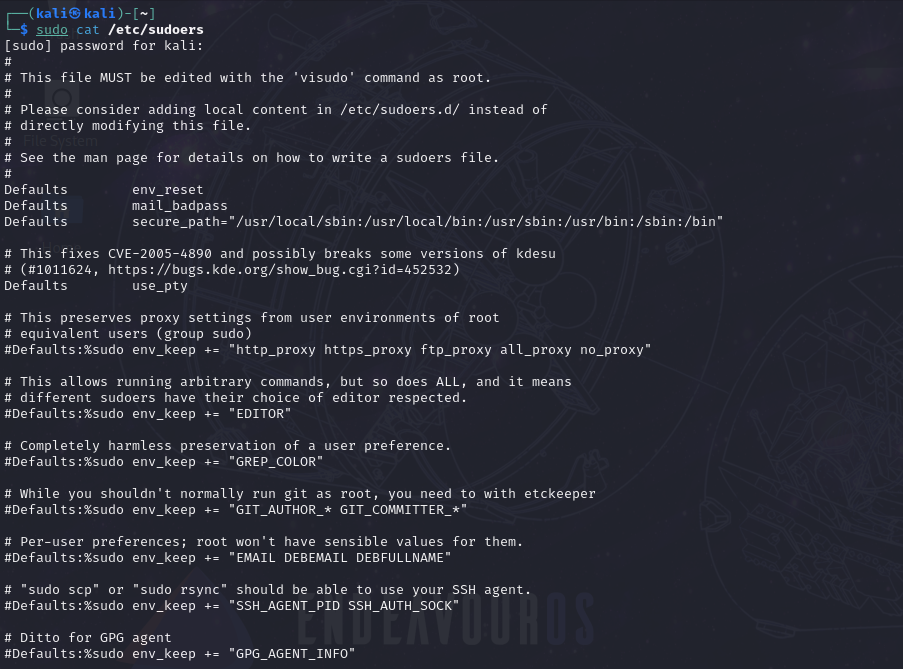 ┌──(kali㉿kali)-[~]
└─$ sudo cat /etc/sudoers
[sudo] password for kali:
#
# This file MUST be edited with the 'visudo' command as root.
#
# Please consider adding local content in /etc/sudoers.d/ instead of
# directly modifying this file.
#
File System
# See the man page for details on how to write a sudoers file.
#
Defaults        env_reset
Defaults        mail_badpass
Defaults        secure_path="/usr/local/sbin:/usr/local/bin:/usr/sbin:/usr/bin:/sbin:/bin"

# This fixes CVE-2005-4890 and possibly breaks some versions of kdesu
# (#1011624, https://bugs.kde.org/show_bug.cgi?id=452532)
Defaults        use_pty

# This preserves proxy settings from user environments of root
# equivalent users (group sudo)
#Defaults:%sudo env_keep += "http_proxy https_proxy ftp_proxy all_proxy no_proxy"

# This allows running arbitrary commands, but so does ALL, and it means
# different sudoers have their choice of editor respected.
#Defaults:%sudo env_keep += "EDITOR"

# Completely harmless preservation of a user preference.
#Defaults:%sudo env_keep += "GREP_COLOR"

# While you shouldn't normally run git as root, you need to with etckeeper
#Defaults:%sudo env_keep += "GIT_AUTHOR_* GIT_COMMITTER_*"

# Per-user preferences; root won't have sensible values for them.
#Defaults:%sudo env_keep += "EMAIL DEBEMAIL DEBFULLNAME"

# "sudo scp" or "sudo rsync" should be able to use your SSH agent.
#Defaults:%sudo env_keep += "SSH_AGENT_PID SSH_AUTH_SOCK"
ENDEAVOUROS

# Ditto for GPG agent
#Defaults:%sudo env_keep += "GPG_AGENT_INFO"